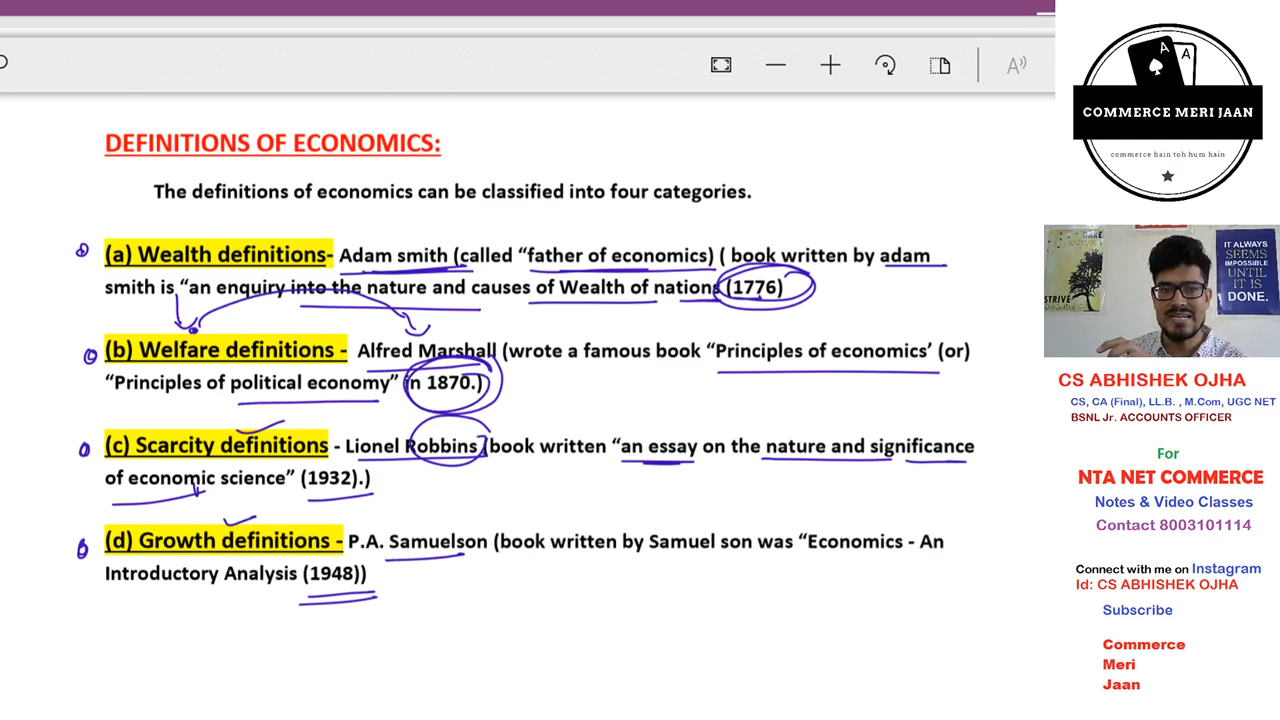 DEFINITIONS OF ECONOMICS:
The definitions of economics can be classified into four categories.
(a) Wealth definitions- Adam smith (called “father of economics) ( book written by adam
smith is “an enquiry into the nature and causes of Wealth of nations (1776)
(b) Welfare definitions - Alfred Marshall (wrote a famous book “Principles of economics’ (or)
“Principles of political economy” (in 1870.)
(c) Scarcity definitions - Lionel Robbins (book written “an essay on the nature and significance
of economic science” (1932).)
(d) Growth definitions - P.A. Samuelson (book written by Samuel son was “Economics - An
Introductory Analysis (1948))
A
A
COMMERCE MERI JAAN
commerce hain toh hum hain
STRIVE
IT ALWAYS
SEEMS
IMPOSSIBLE
UNTIL
IT IS
DONE.
CS ABHISHEK OJHA
CS, CA (Final), LL.B. , M.Com, UGC NET
BSNL Jr. ACCOUNTS OFFICER
For
NTA NET COMMERCE
Notes & Video Classes
Contact 8003101114
Connect with me on Instagram
Id: CS ABHISHEK OJHA
Subscribe
Commerce
Meri
Jaan